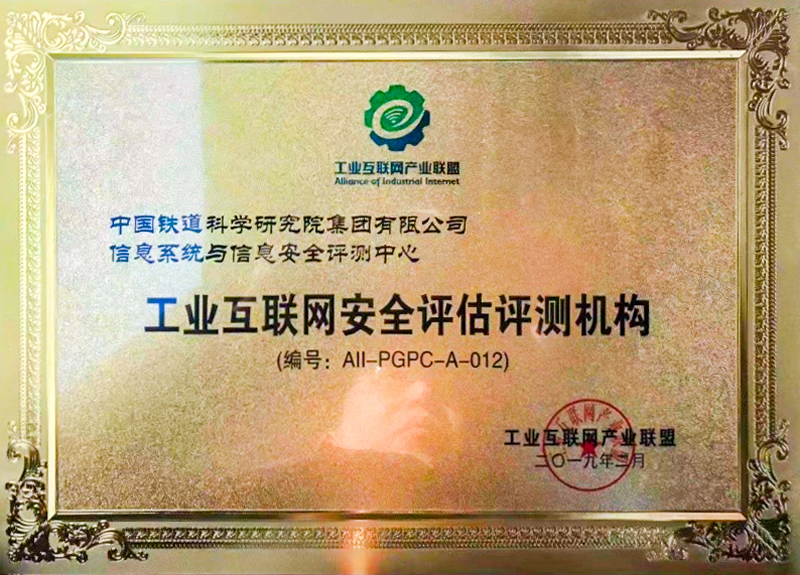 工业互联网产业联盟
Alliance of Industrial Internet
中国铁道科学研究院集团有限公司
信息系统与信息安全评测中心
工业互联网安全评估评测机构
(编号：AII-PGPC-A-012)
工业互联网产业联盟
二〇一九年二月